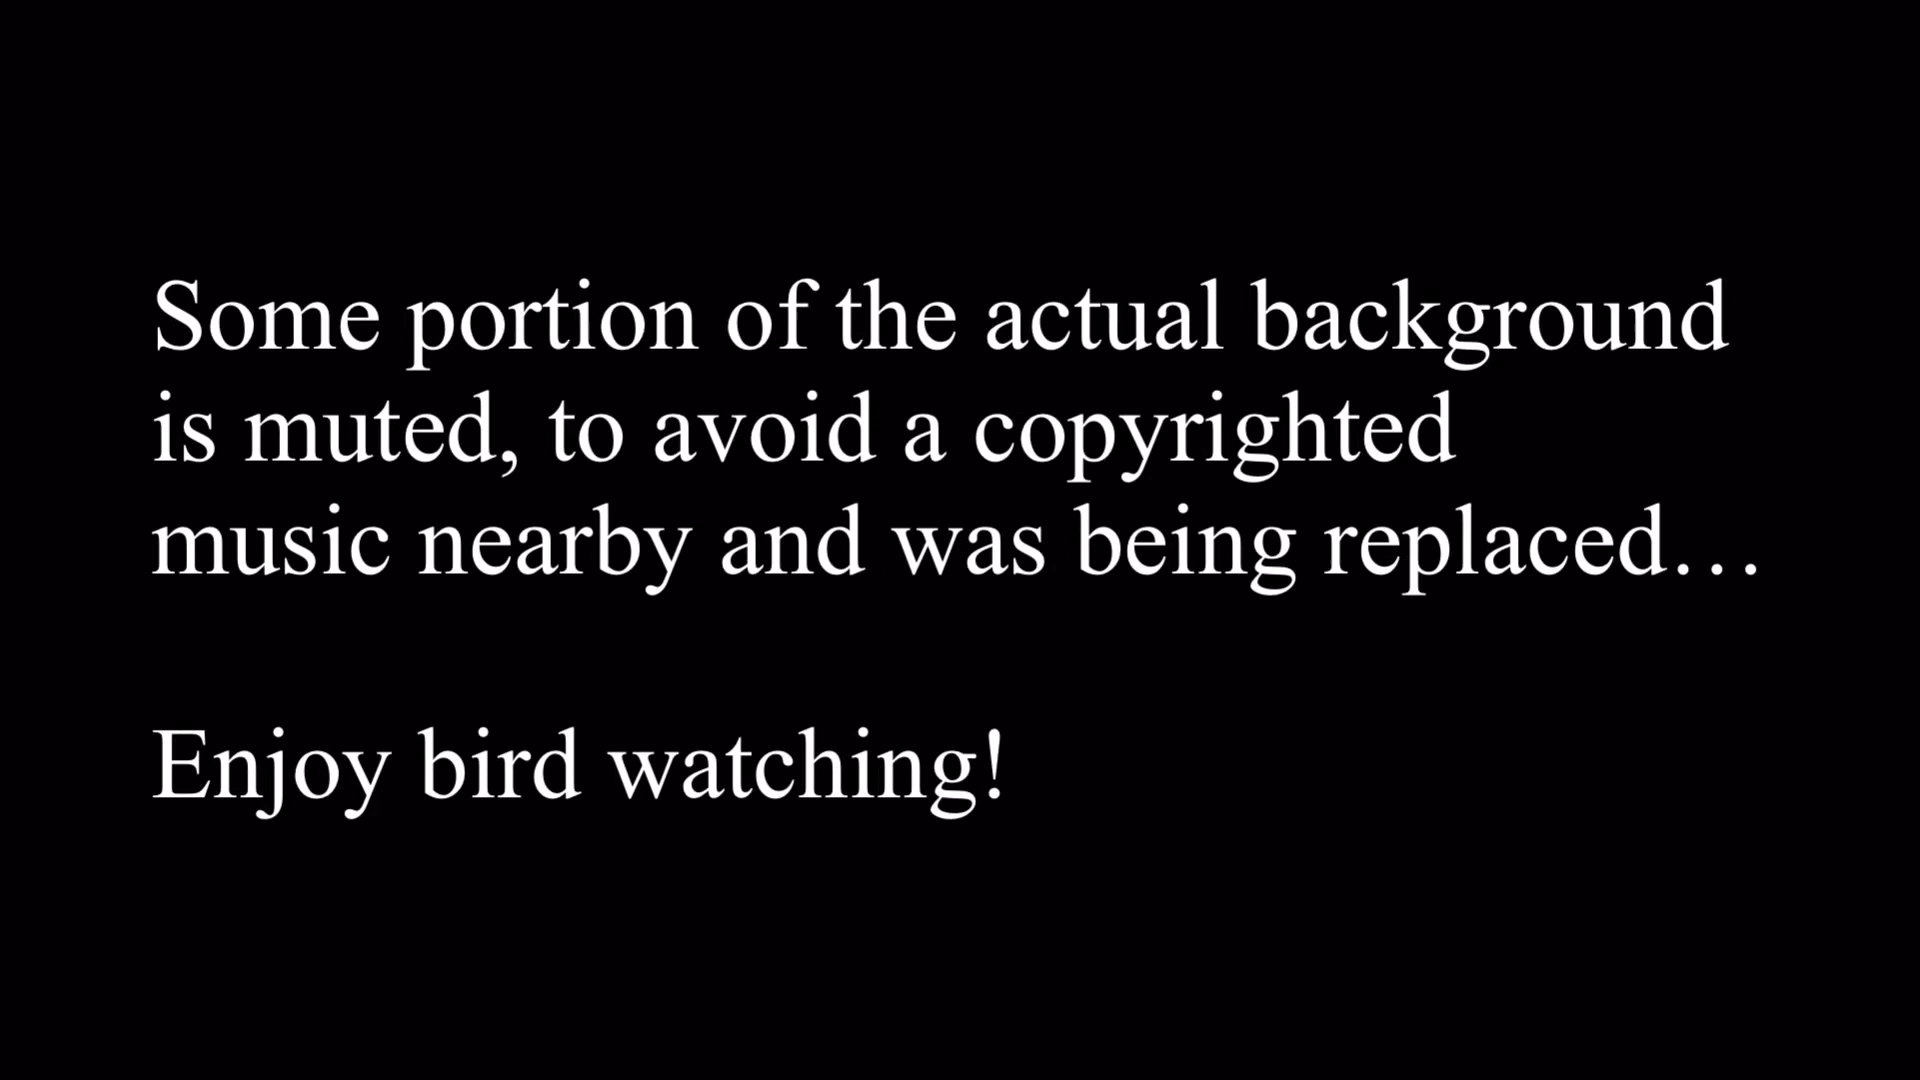 Some portion of the actual background
is muted, to avoid a copyrighted
music nearby and was being replaced…
Enjoy bird watching!